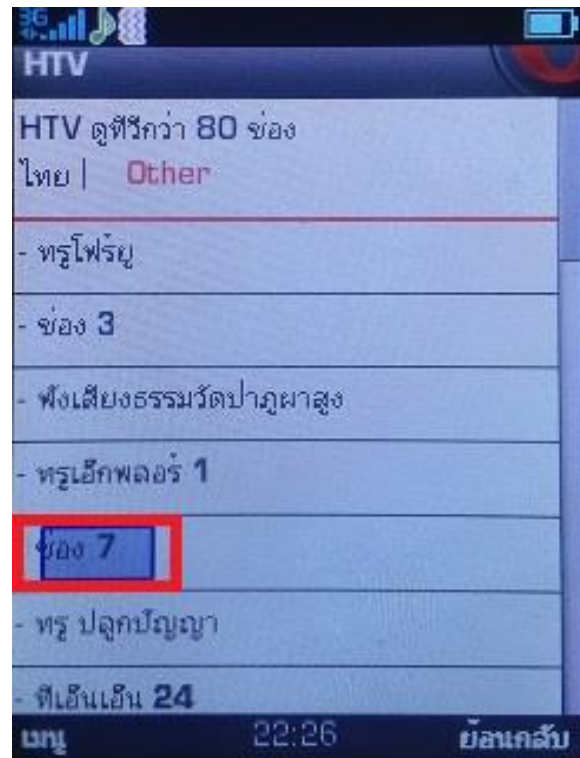 3G
HTV
HTV ดูทีวีกว่า 80 ช่อง
ไทย | Other
- ทรูโฟร์ยู
- ช่อง 3
- ฟังเสียงธรรมวัดป่าภูผาสูง
- ทรูเอ็กพลอร์ 1
ช่อง 7
- ทรู ปลูกปัญญา
- ทีเอ็นเอ็น 24
เมนู 22:26 ย้อนกลับ